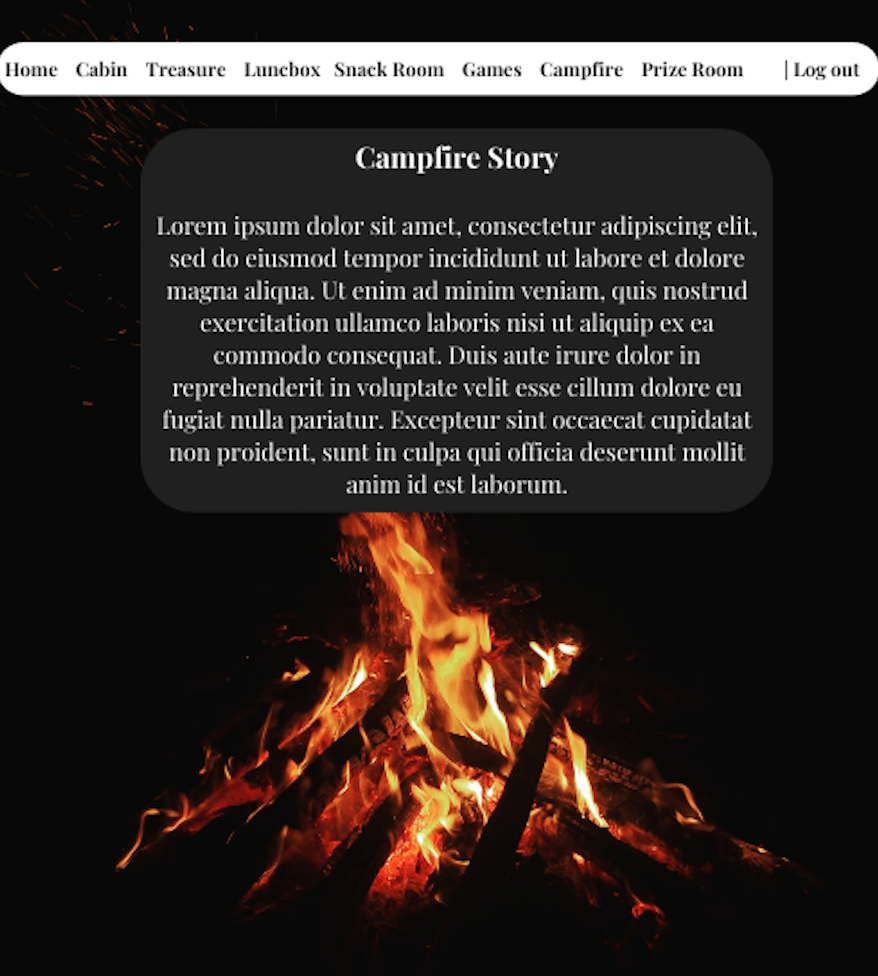 Home Cabin Treasure Luncbox Snack Room Games Campfire Prize Room | Log out
Campfire Story
Lorem ipsum dolor sit amet, consectetur adipiscing elit,
sed do eiusmod tempor incididunt ut labore et dolore
magna aliqua. Ut enim ad minim veniam, quis nostrud
exercitation ullamco laboris nisi ut aliquip ex ea
commodo consequat. Duis aute irure dolor in
reprehenderit in voluptate velit esse cillum dolore eu
fugiat nulla pariatur. Excepteur sint occaecat cupidatat
non proident, sunt in culpa qui officia deserunt mollit
anim id est laborum.